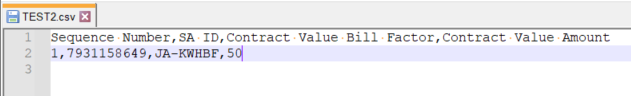 TEST2.csv
1 Sequence Number,SA ID,Contract Value Bill Factor,Contract Value Amount
2 1,7931158649,JA-KWHBF,50
3